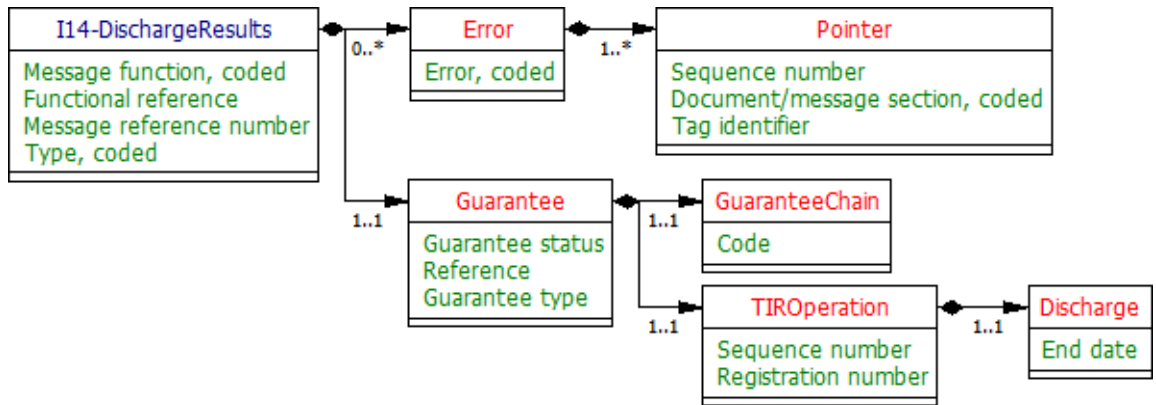 I14-DischargeResults
Message function, coded
Functional reference
Message reference number
Type, coded
0..*
Error
Error, coded
1..*
Pointer
Sequence number
Document/message section, coded
Tag identifier
1..1
Guarantee
Guarantee status
Reference
Guarantee type
1..1
GuaranteeChain
Code
1..1
TIROperation
Sequence number
Registration number
1..1
Discharge
End date